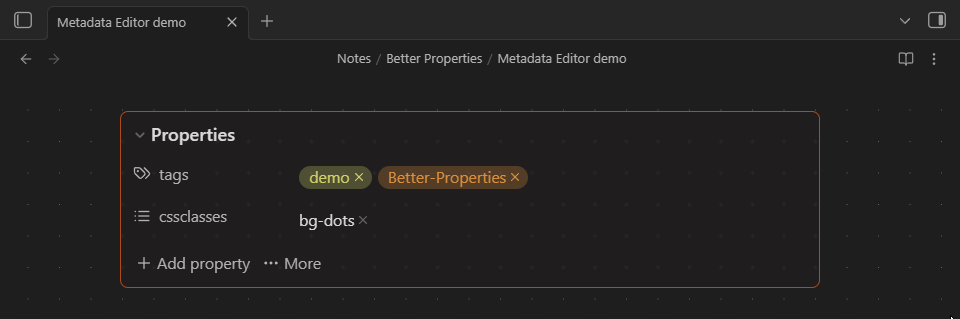 Metadata Editor demo
Notes / Better Properties / Metadata Editor demo
Properties
tags demo Better-Properties
cssclasses bg-dots
Add property More